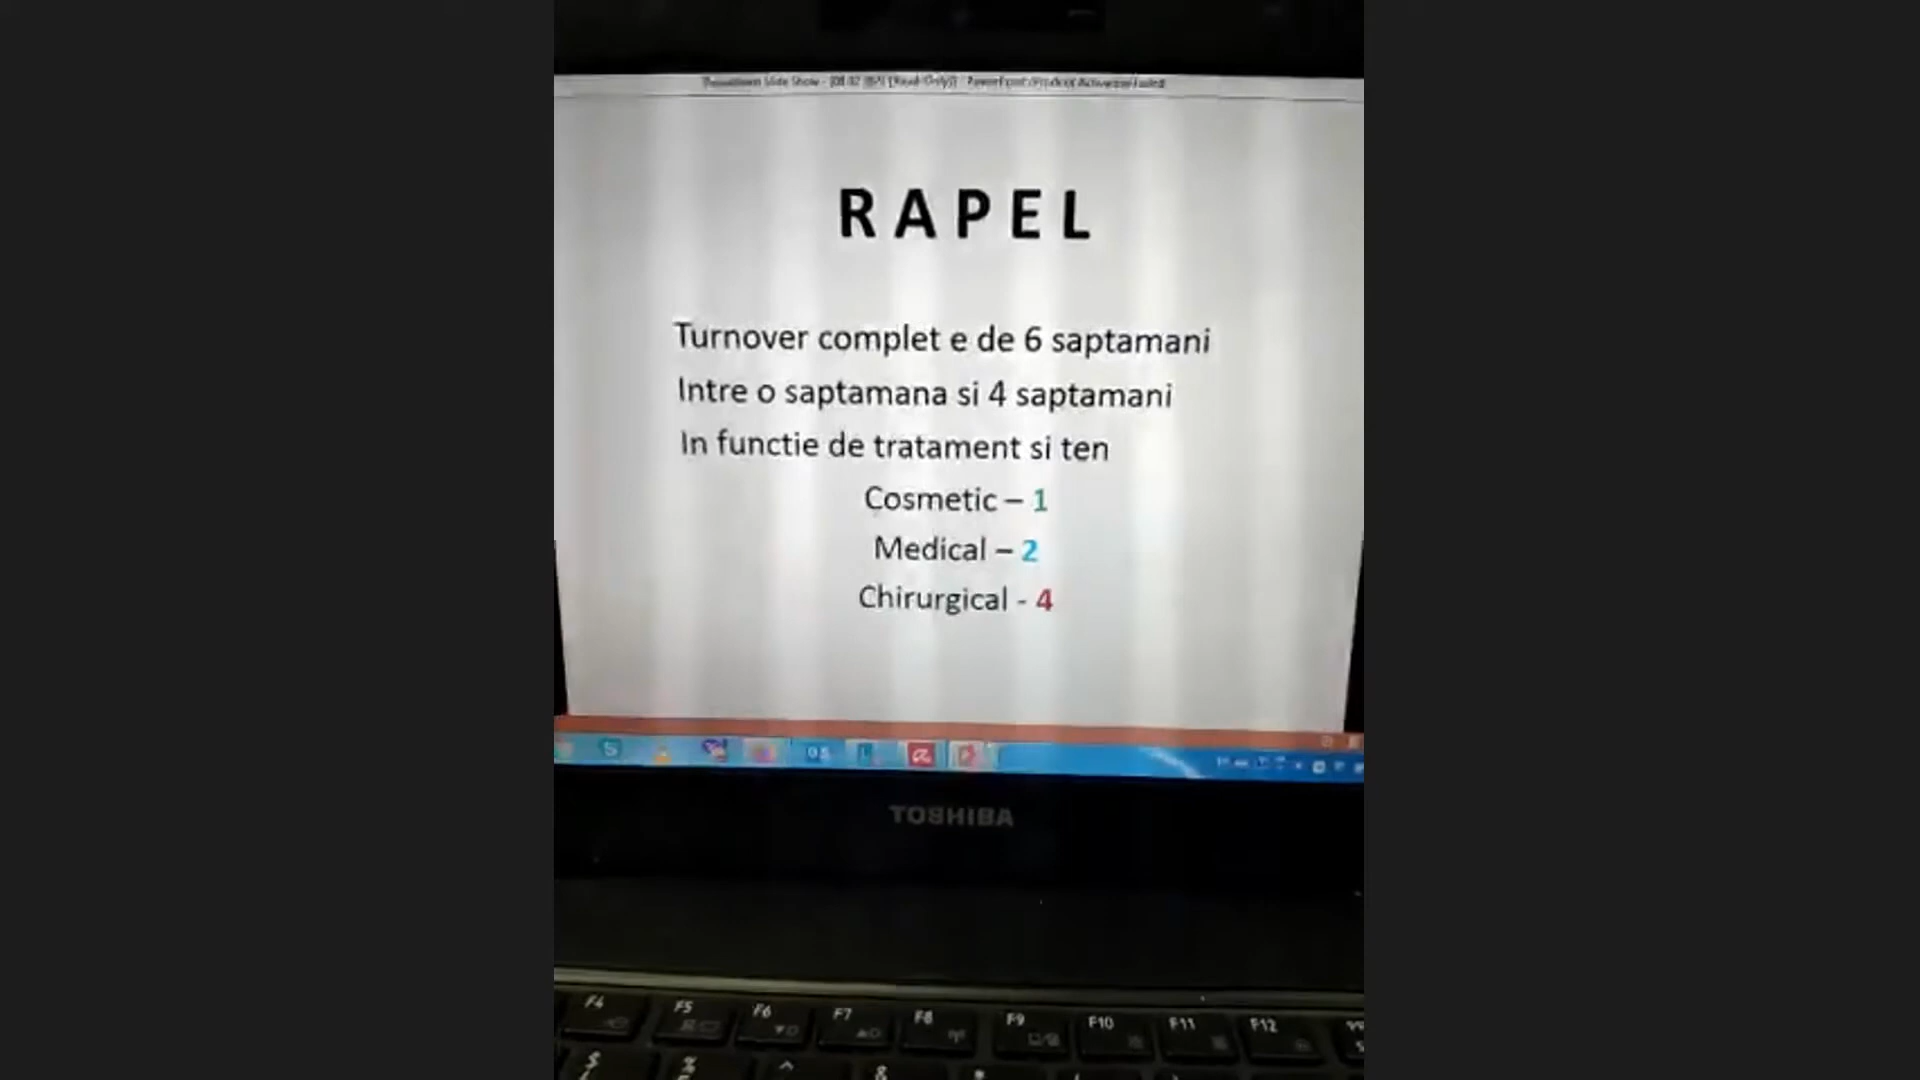 R A P E L
Turnover complet e de 6 saptamani
Intre o saptamana si 4 saptamani
In functie de tratament si ten
Cosmetic – 1
Medical – 2
Chirurgical - 4
TOSHIBA
F4 F5 F6 F7 F8 F9 F10 F11 F12
$ % ^ &